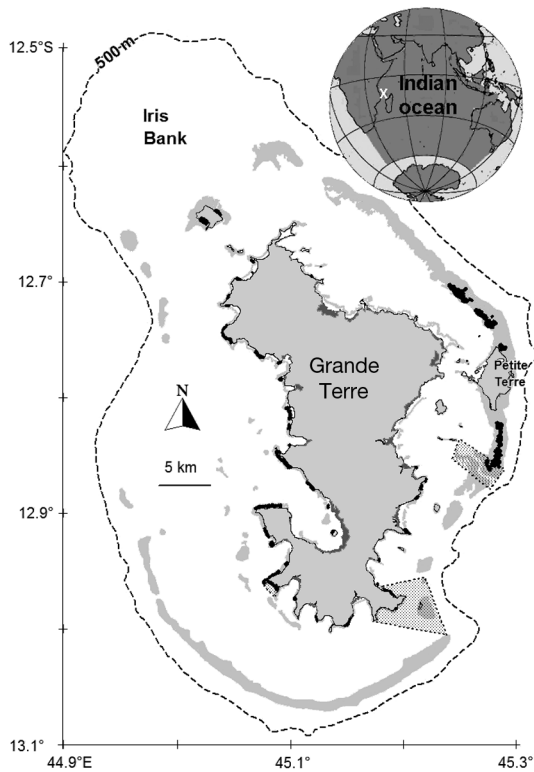 12.5°S
500 m
Iris
Bank
X
Indian
ocean
12.7
Grande
Terre
Petite
Terre
N
5 km
12.9
13.1
44.9°E
45.1
45.3